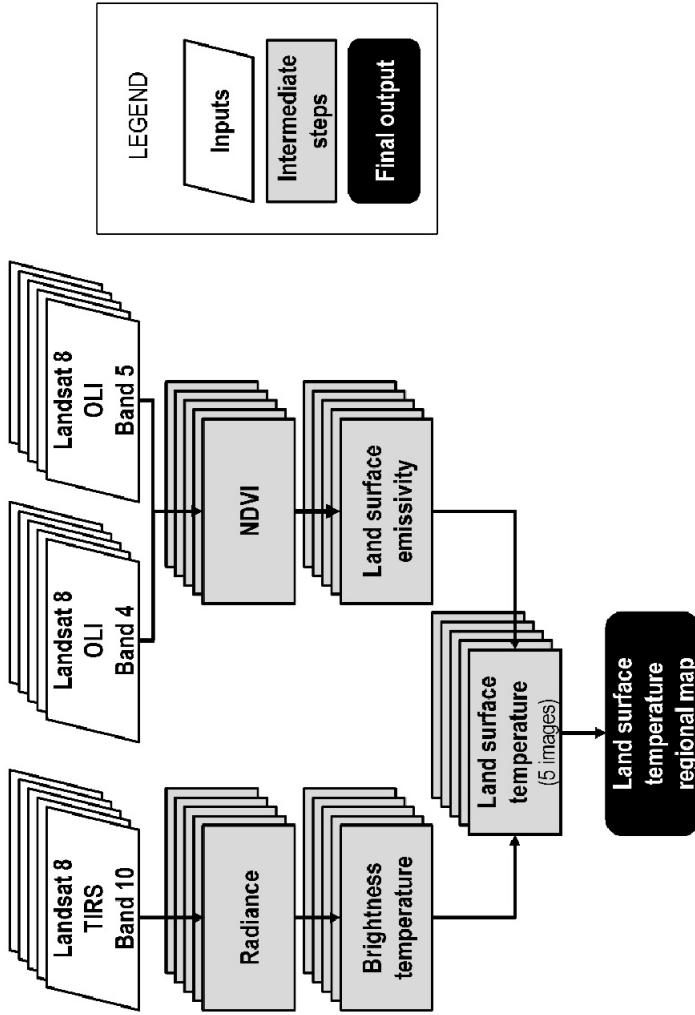 Landsat 8
TIRS
Band 10
Landsat 8
OLI
Band 4
Landsat 8
OLI
Band 5
Radiance
NDVI
Brightness
temperature
Land surface
emissivity
Land surface
temperature
(5 images)
Land surface
temperature
regional map
LEGEND
Inputs
Intermediate
steps
Final output